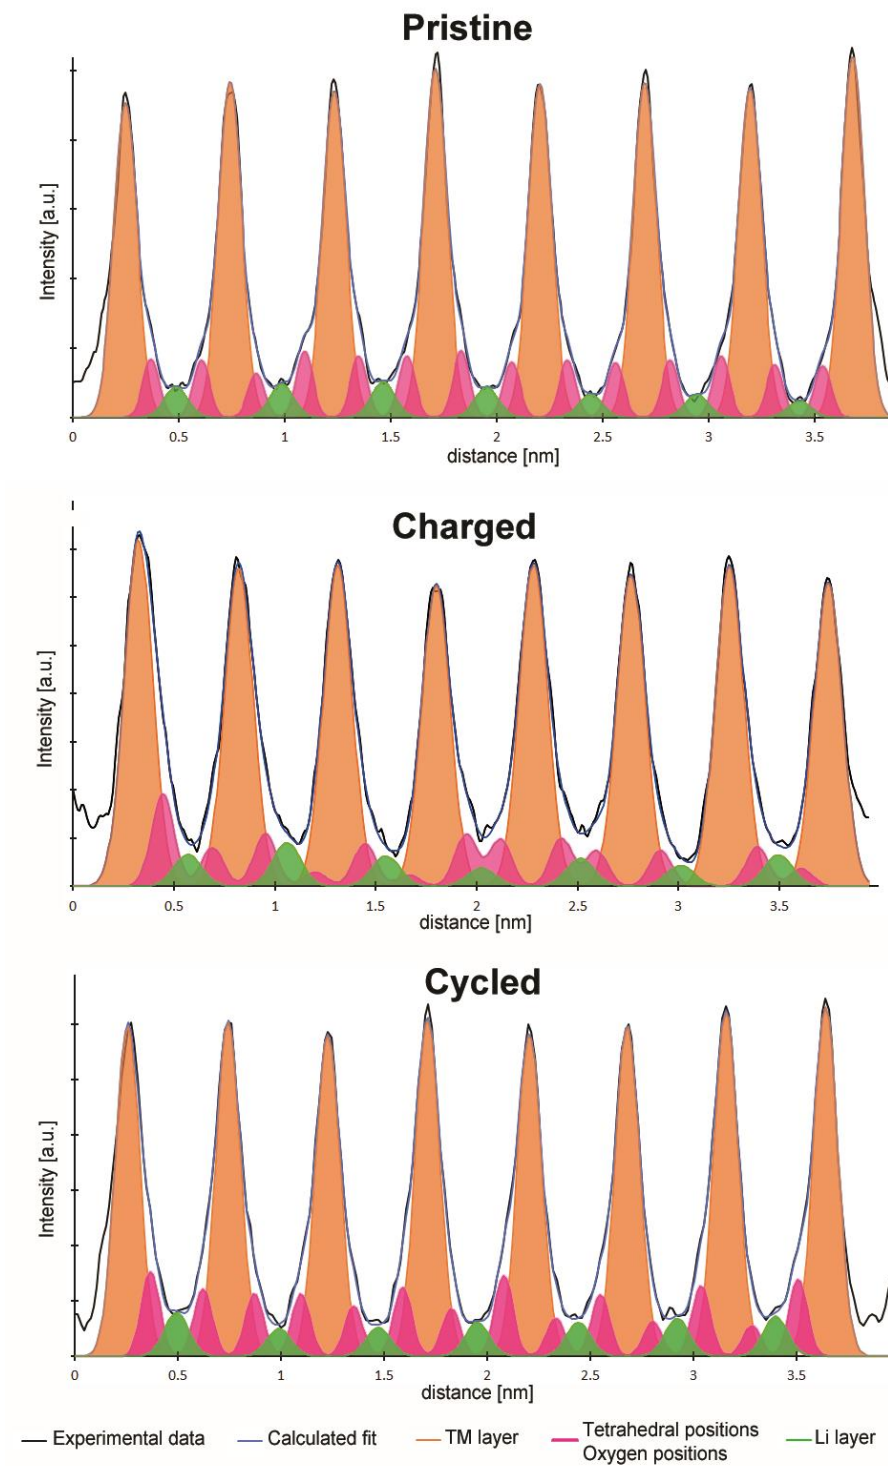 Pristine
Intensity [a.u.]
0 0.5 1 1.5 2 2.5 3 3.5
distance [nm]
Charged
Intensity [a.u.]
0 0.5 1 1.5 2 2.5 3 3.5
distance [nm]
Cycled
Intensity [a.u.]
0 0.5 1 1.5 2 2.5 3 3.5
distance [nm]
Experimental data Calculated fit TM layer Tetrahedral positions Li layer
Oxygen positions